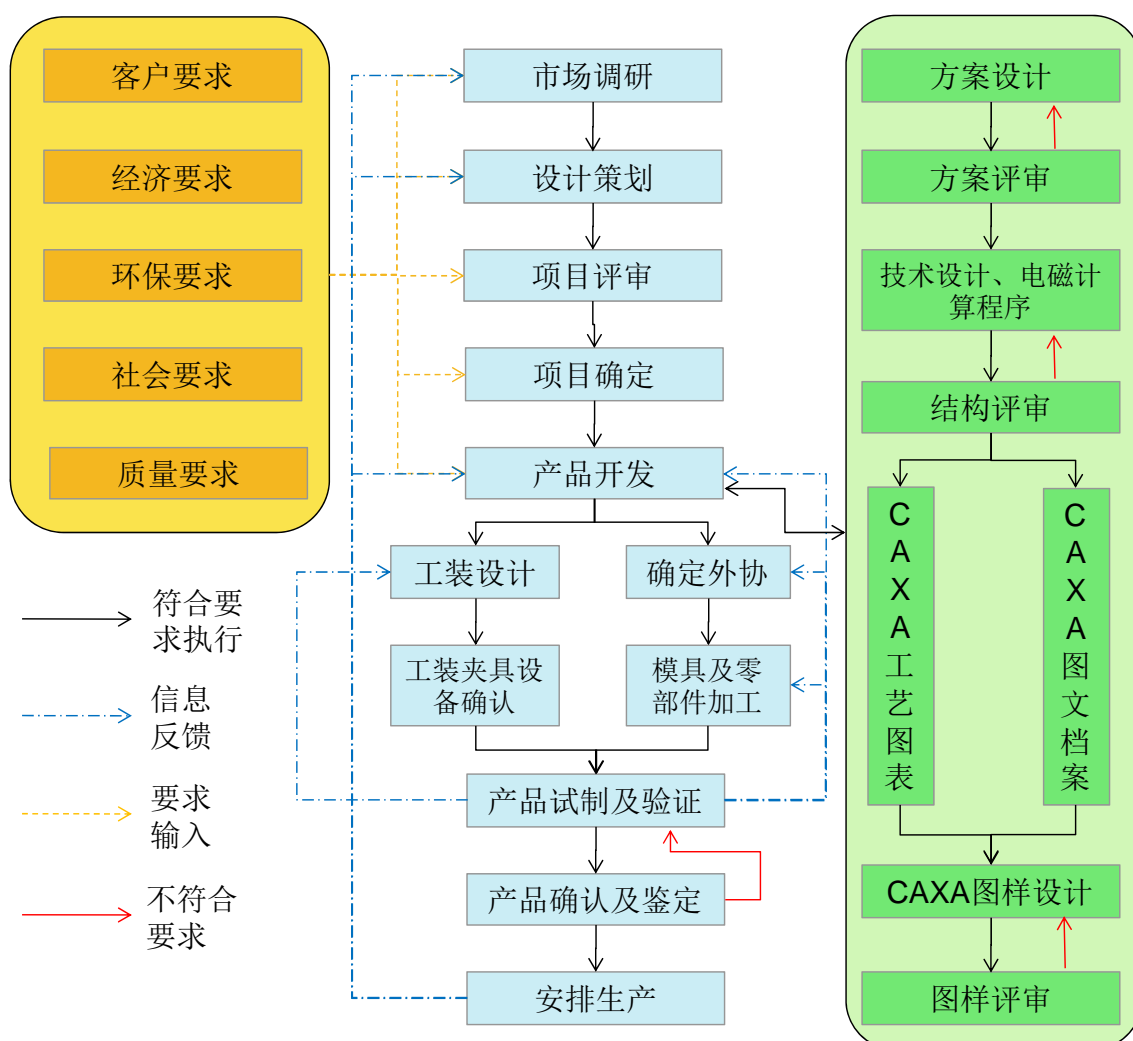 客户要求
经济要求
环保要求
社会要求
质量要求
符合要
求执行
信息
反馈
要求
输入
不符合
要求
市场调研
设计策划
项目评审
项目确定
产品开发
工装设计
确定外协
工装夹具设
备确认
模具及零
部件加工
产品试制及验证
产品确认及鉴定
安排生产
方案设计
方案评审
技术设计、电磁计
算程序
结构评审
CAXA工艺图表
CAXA图文档案
CAXA图样设计
图样评审